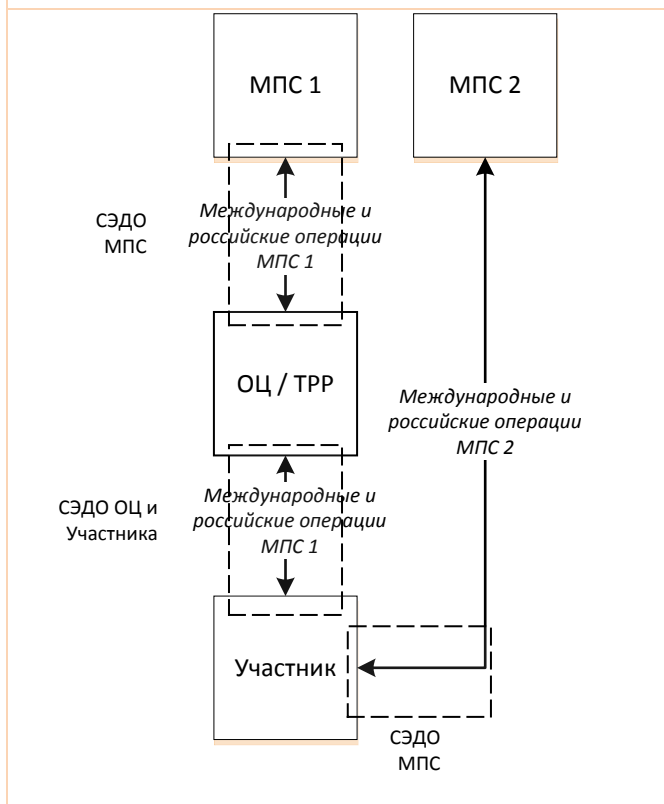 МПС 1
МПС 2
СЭДО
МПС
Международные и
российские операции
МПС 1
ОЦ / ТРР
Международные и
российские операции
МПС 2
СЭДО ОЦ и
Участника
Международные и
российские операции
МПС 1
Участник
СЭДО
МПС